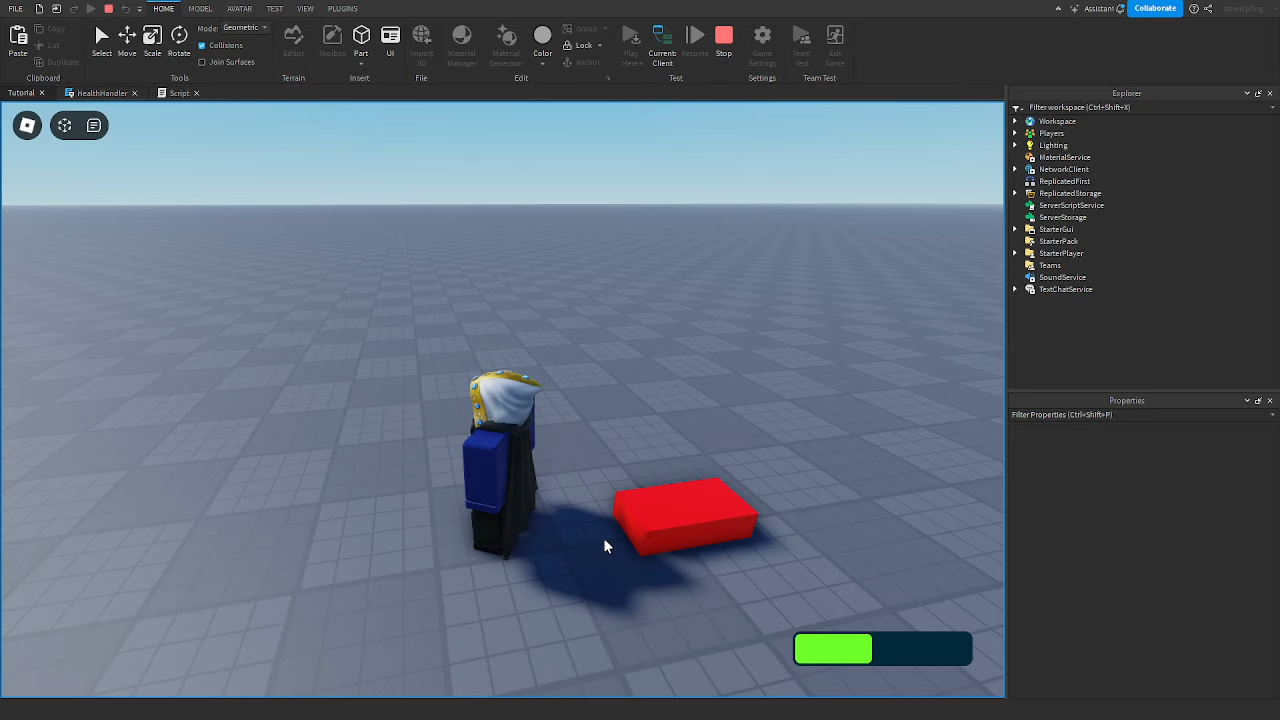 FILE HOME MODEL AVATAR TEST VIEW PLUGINS Assistant Collaborate steviepfling
Paste Copy Cut Duplicate Select Move Scale Rotate Mode: Geometric Collisions Join Surfaces Editor Toolbox Part UI Import 3D Material Manager Material Generator Color Group Lock Anchor Play Here Current: Client Resume Stop Game Settings Team Test Exit Game
Clipboard Tools Terrain Insert File Edit Test Settings Team Test
Tutorial HealthHandler Script Explorer
Filter workspace (Ctrl+Shift+X)
Workspace
Players
Lighting
MaterialService
NetworkClient
ReplicatedFirst
ReplicatedStorage
ServerScriptService
ServerStorage
StarterGui
StarterPack
StarterPlayer
Teams
SoundService
TextChatService
Properties
Filter Properties (Ctrl+Shift+P)